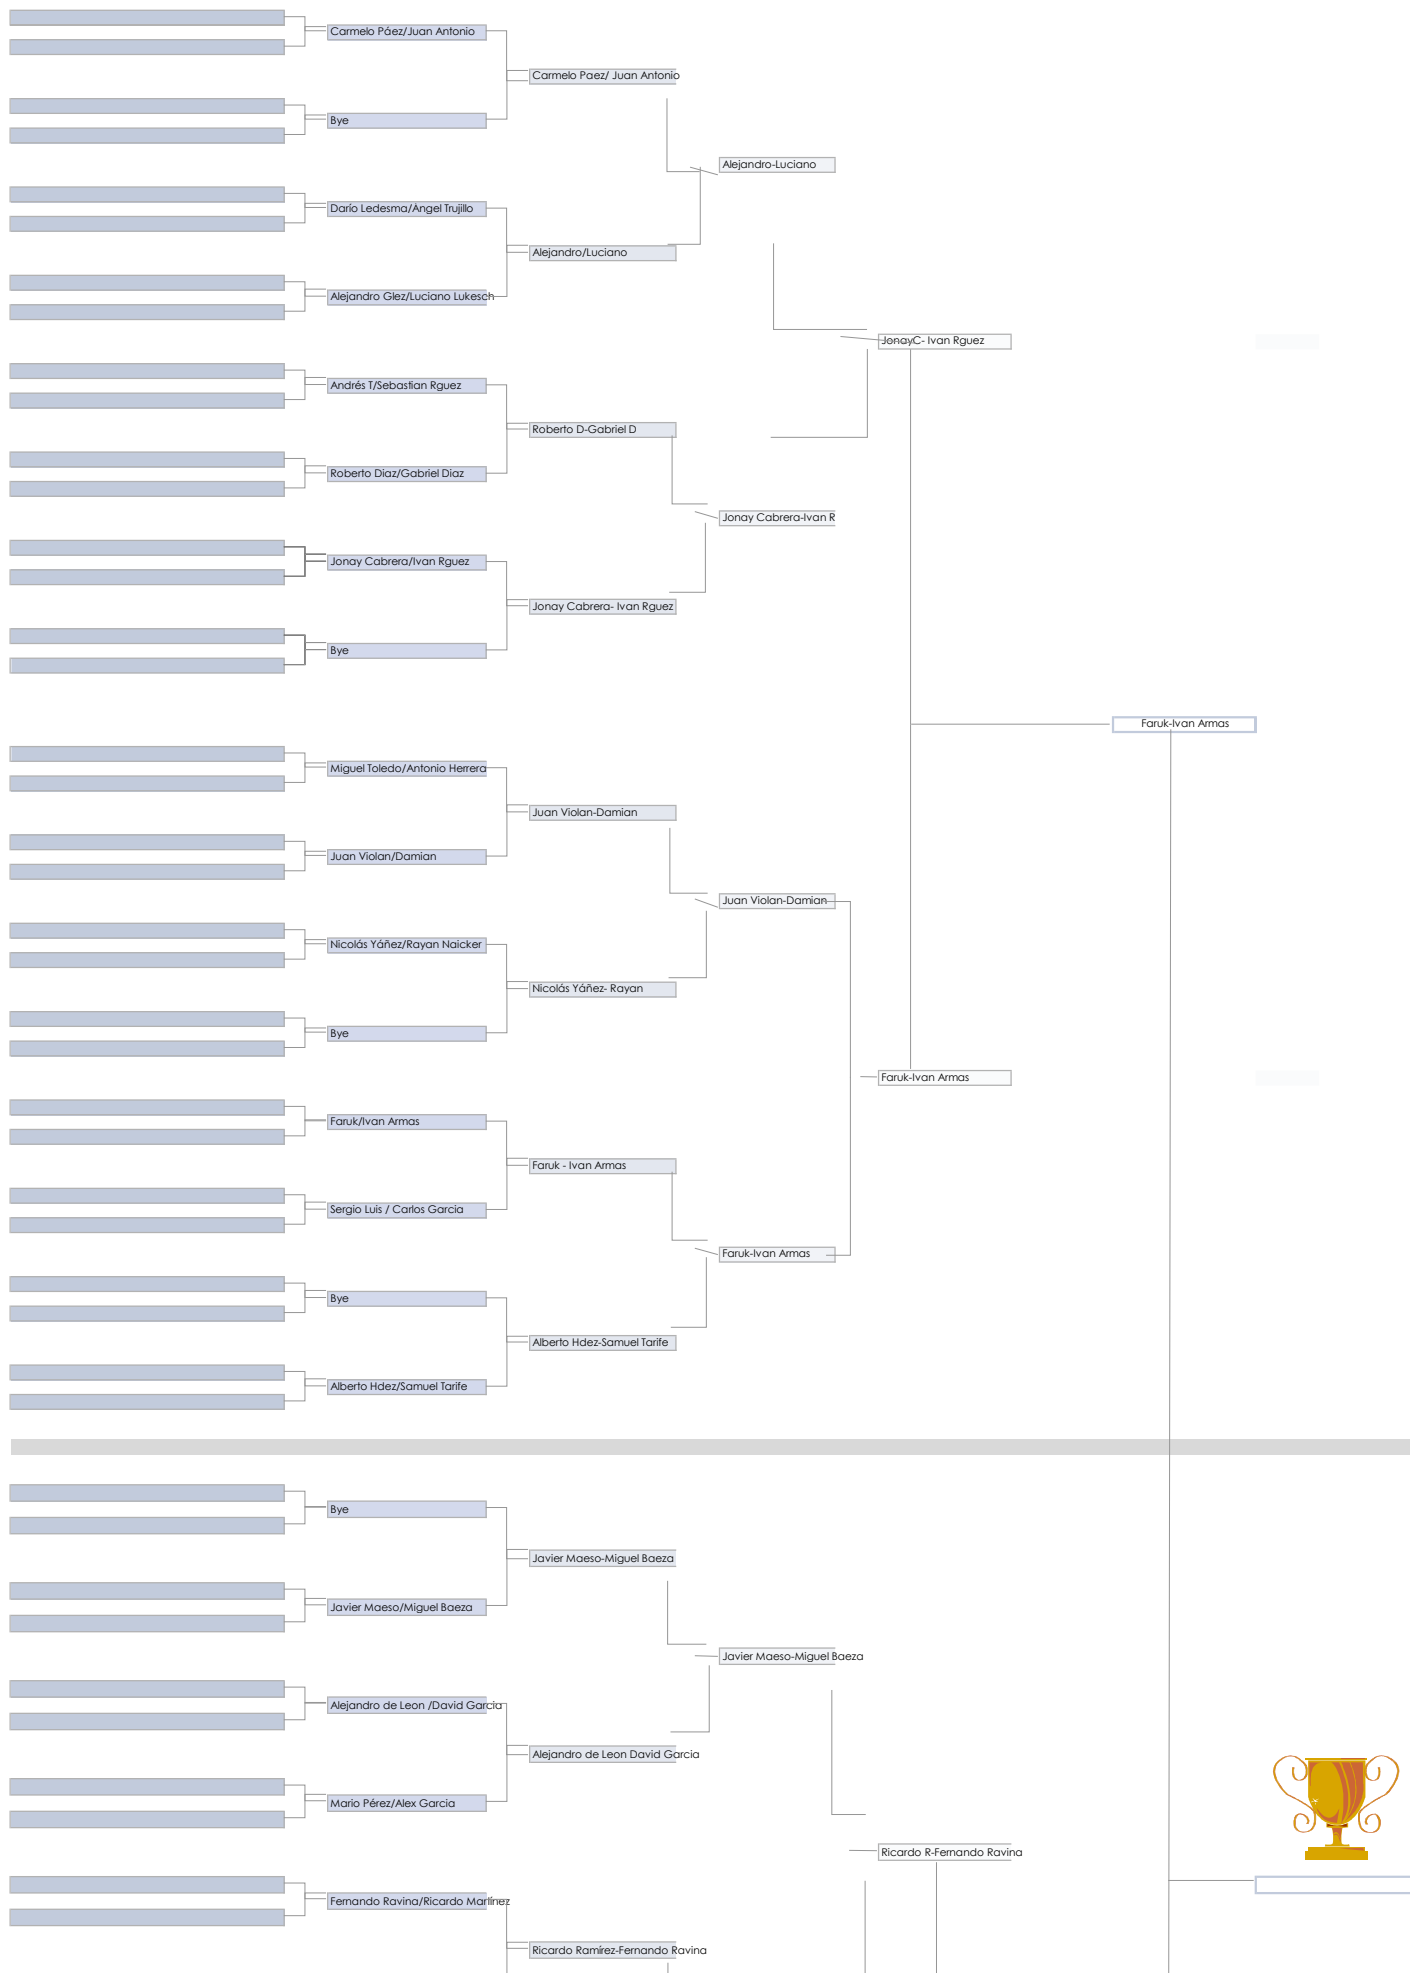 Carmelo Páez/Juan Antonio
Carmelo Paez/ Juan Antonio
Bye
Alejandro-Luciano
Darío Ledesma/Ángel Trujillo
Alejandro/Luciano
Alejandro Glez/Luciano Lukesch
JonayC- Ivan Rguez
Andrés T/Sebastian Rguez
Roberto D-Gabriel D
Roberto Diaz/Gabriel Diaz
Jonay Cabrera-Ivan R
Jonay Cabrera/Ivan Rguez
Jonay Cabrera- Ivan Rguez
Bye
Faruk-Ivan Armas
Miguel Toledo/Antonio Herrera
Juan Violan-Damian
Juan Violan/Damian
Juan Violan-Damian
Nicolás Yáñez/Rayan Naicker
Nicolás Yáñez- Rayan
Bye
Faruk-Ivan Armas
Faruk/Ivan Armas
Faruk - Ivan Armas
Sergio Luis / Carlos Garcia
Faruk-Ivan Armas
Bye
Alberto Hdez-Samuel Tarife
Alberto Hdez/Samuel Tarife
Bye
Javier Maeso-Miguel Baeza
Javier Maeso/Miguel Baeza
Javier Maeso-Miguel Baeza
Alejandro de Leon /David Garcia
Alejandro de Leon David Garcia
Mario Pérez/Alex Garcia
Ricardo R-Fernando Ravina
Fernando Ravina/Ricardo Martínez
Ricardo Ramírez-Fernando Ravina